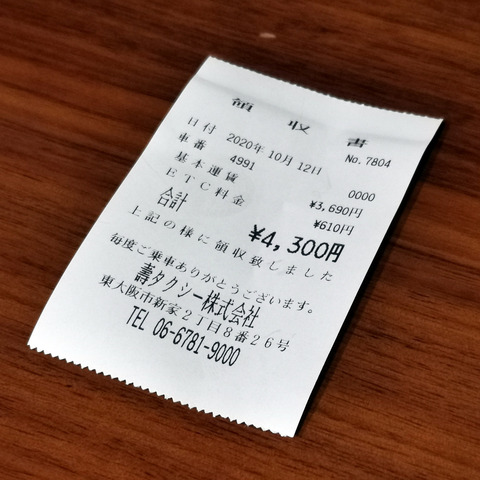 領収書
No. 7804
日付 2020年 10月 12日
車番 4991 0000
基本運賃 ¥3,690円
ETC料金 ¥610円
合計 ¥4,300円
上記の様に領収致しました
毎度ご乗車ありがとうございます。
壽タクシー株式会社
東大阪市新家2丁目8番26号
TEL 06-6781-9000